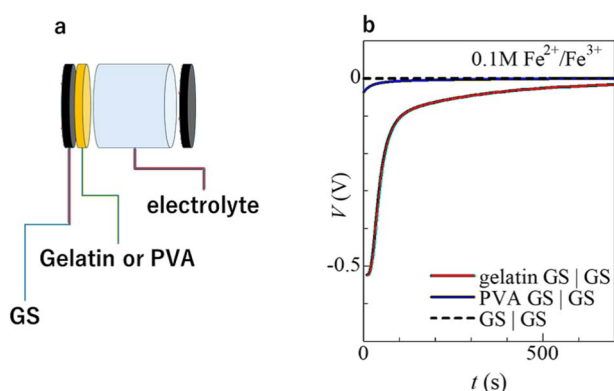 a
electrolyte
Gelatin or PVA
GS
b
0.1M Fe²⁺/Fe³⁺
0
-0.5
V (V)
gelatin GS | GS
PVA GS | GS
GS | GS
0
500
t (s)